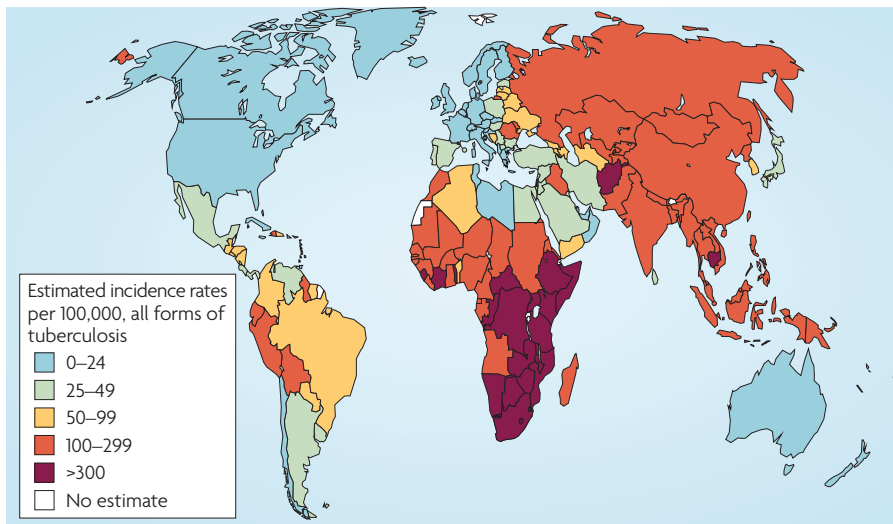 Estimated incidence rates
per 100,000, all forms of
tuberculosis
0–24
25–49
50–99
100–299
>300
No estimate